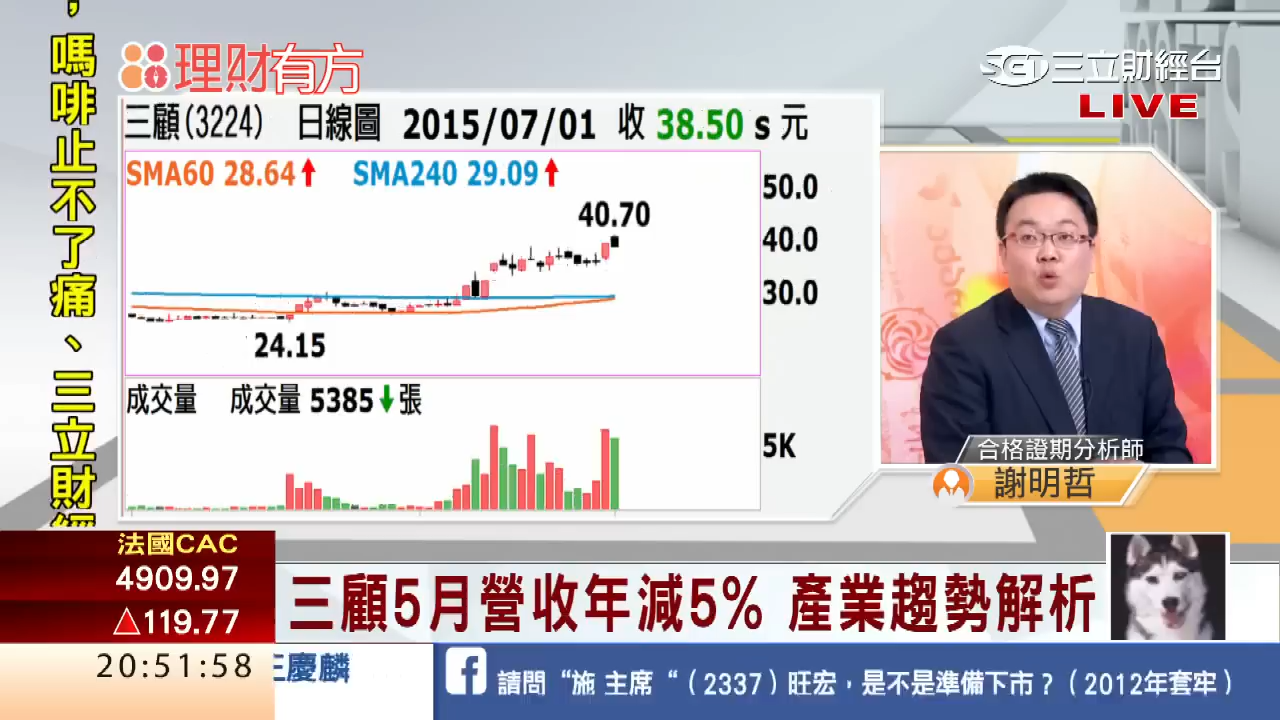 ，嗎啡止不了痛、三立財經
理財有方
SET三立財經台
LIVE
三顧(3224) 日線圖 2015/07/01 收 38.50 s 元
SMA60 28.64↑ SMA240 29.09↑
50.0
40.70
40.0
30.0
24.15
成交量 成交量 5385↓張
5K
合格證期分析師
謝明哲
法國CAC
4909.97
△119.77
三顧5月營收年減5% 產業趨勢解析
20:51:58
慶麟
請問“施 主席“（2337）旺宏，是不是準備下市？（2012年套牢）